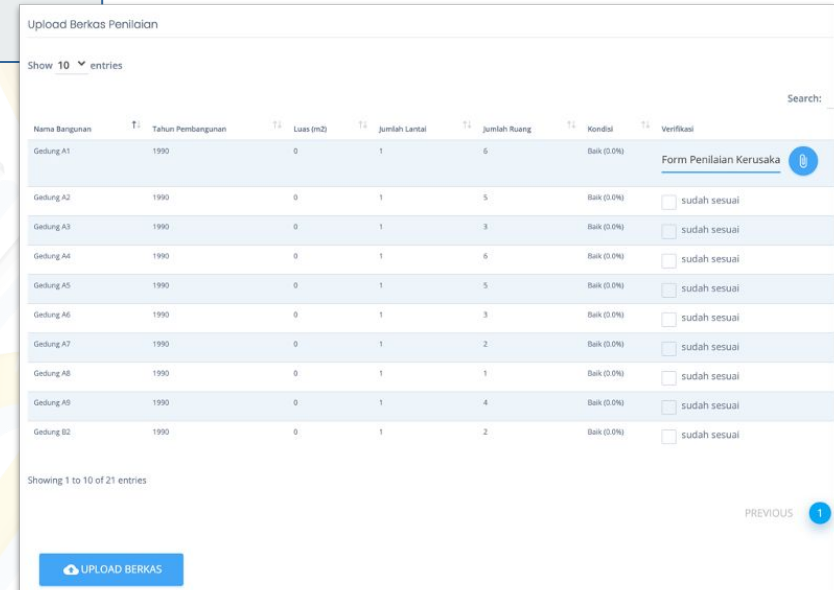 Upload Berkas Penilaian
Show 10 entries
Search:
Nama Bangunan Tahun Pembangunan Luas (m2) Jumlah Lantai Jumlah Ruang Kondisi Verifikasi
Gedung A1 1990 0 1 6 Baik (0.0%) Form Penilaian Kerusaka
Gedung A2 1990 0 1 5 Baik (0.0%) sudah sesuai
Gedung A3 1990 0 1 3 Baik (0.0%) sudah sesuai
Gedung A4 1990 0 1 6 Baik (0.0%) sudah sesuai
Gedung A5 1990 0 1 5 Baik (0.0%) sudah sesuai
Gedung A6 1990 0 1 3 Baik (0.0%) sudah sesuai
Gedung A7 1990 0 1 2 Baik (0.0%) sudah sesuai
Gedung A8 1990 0 1 1 Baik (0.0%) sudah sesuai
Gedung A9 1990 0 1 4 Baik (0.0%) sudah sesuai
Gedung B2 1990 0 1 2 Baik (0.0%) sudah sesuai
Showing 1 to 10 of 21 entries
PREVIOUS 1
UPLOAD BERKAS